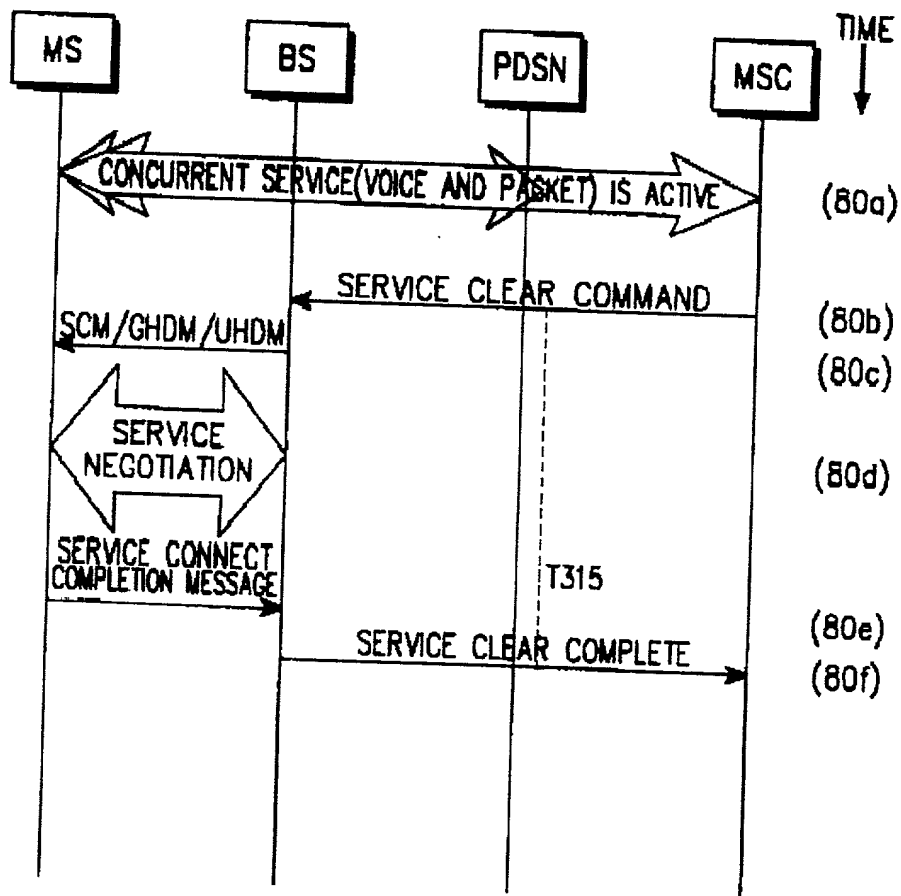 MS
BS
PDSN
MSC
TIME
CONCURRENT SERVICE(VOICE AND PASKET) IS ACTIVE
(80a)
SERVICE CLEAR COMMAND
(80b)
SCM/GHDM/UHDM
(80c)
SERVICE
NEGOTIATION
(80d)
SERVICE CONNECT
COMPLETION MESSAGE
T315
(80e)
SERVICE CLEAR COMPLETE
(80f)